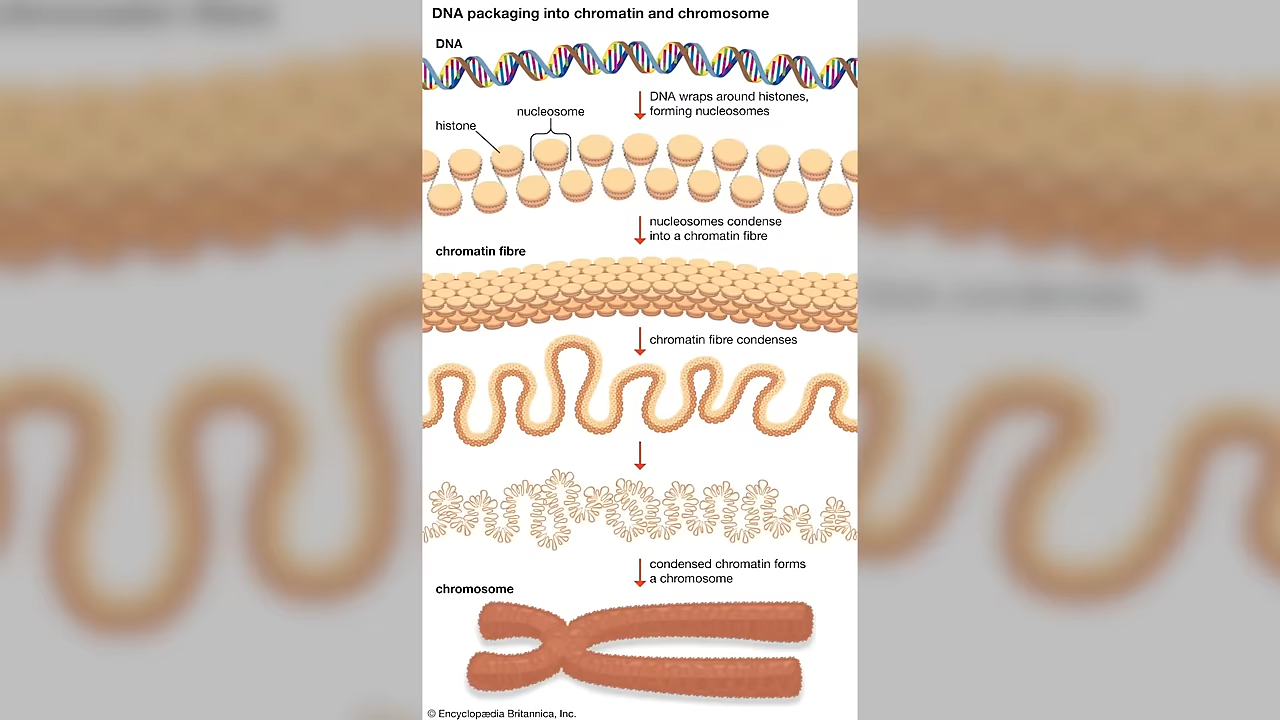 DNA packaging into chromatin and chromosome
DNA
DNA wraps around histones,
forming nucleosomes
nucleosome
histone
nucleosomes condense
into a chromatin fibre
chromatin fibre
chromatin fibre condenses
condensed chromatin forms
a chromosome
chromosome
© Encyclopædia Britannica, Inc.